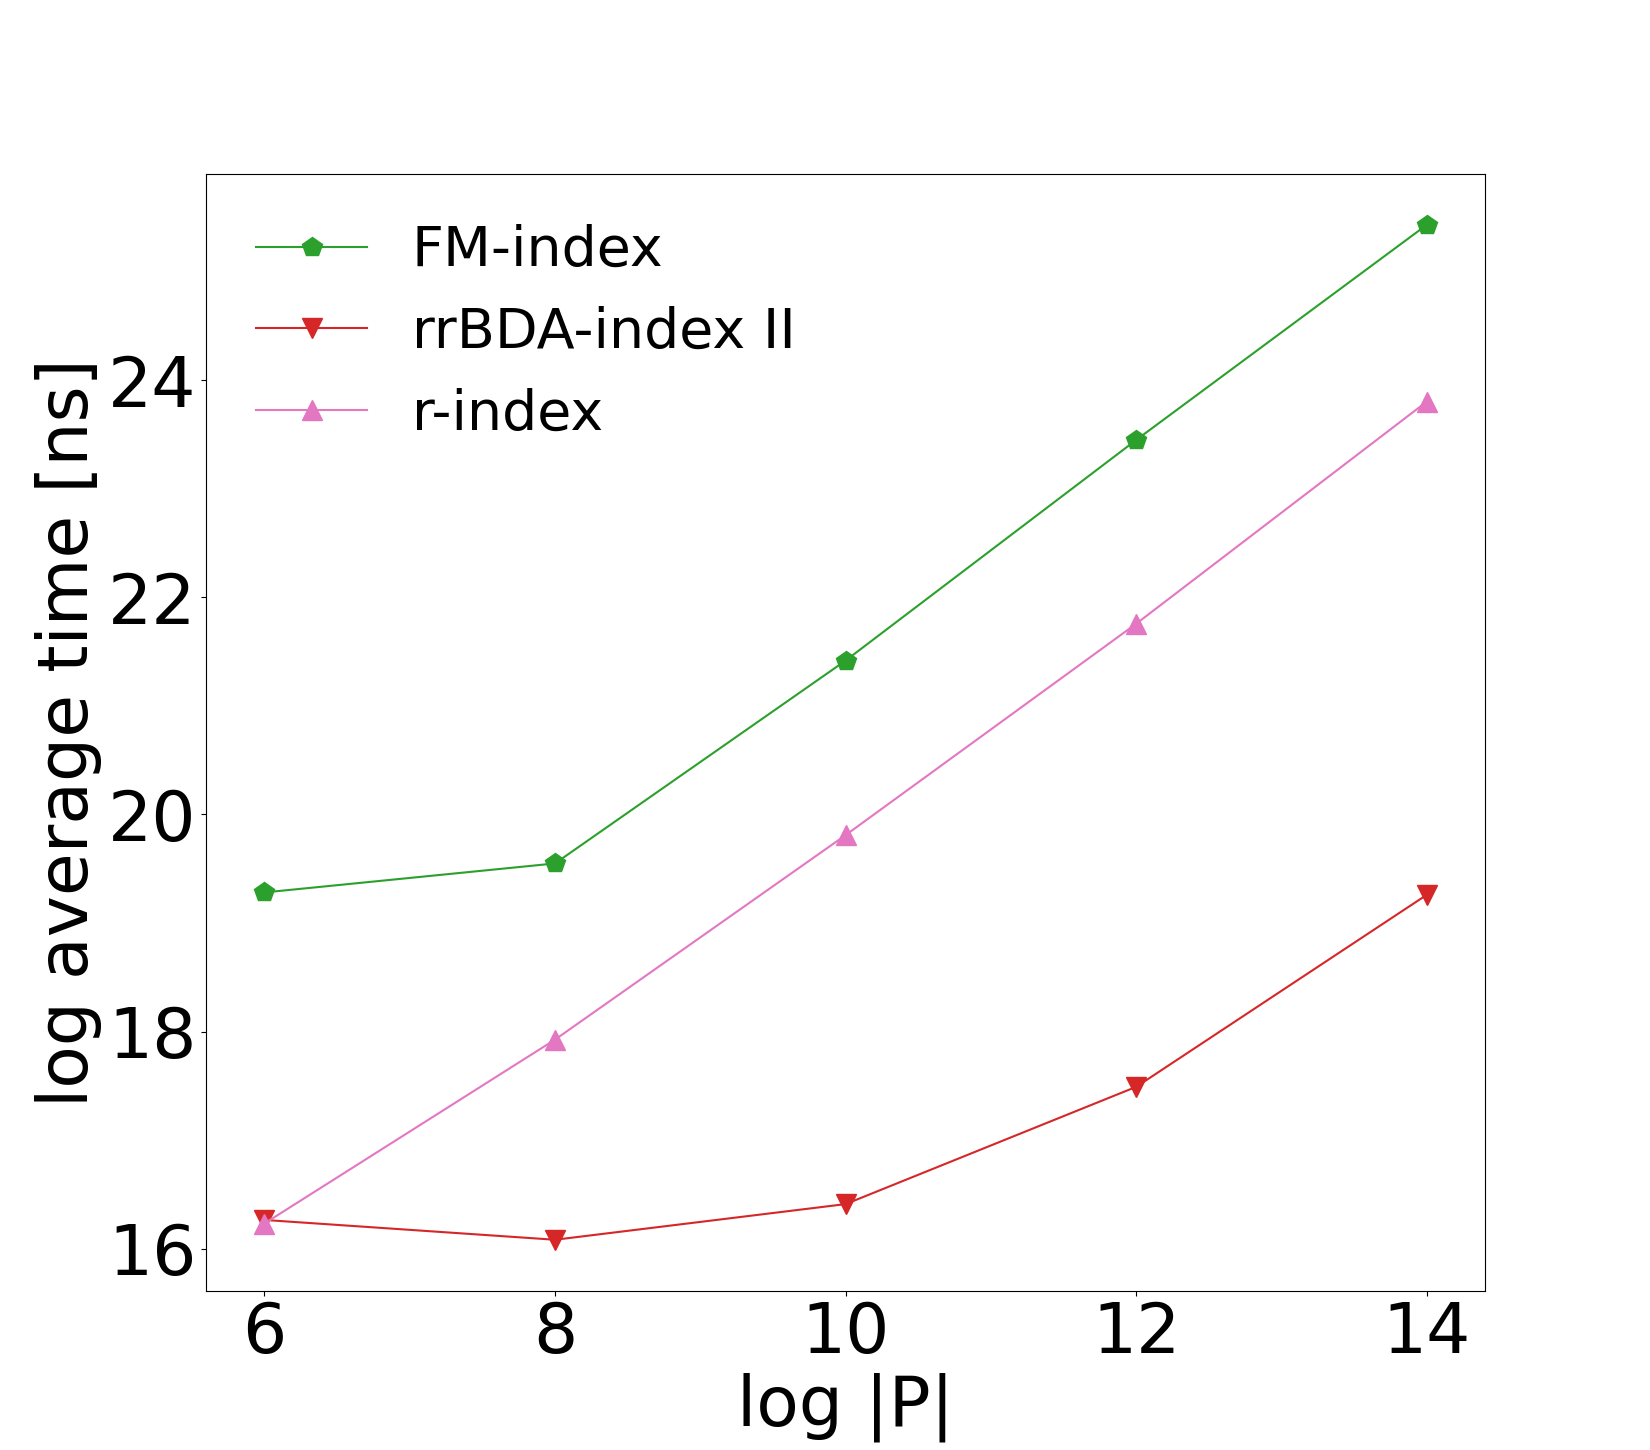 FM-index
rrBDA-index II
r-index
log average time [ns]
24
22
20
18
16
6 8 10 12 14
log |P|